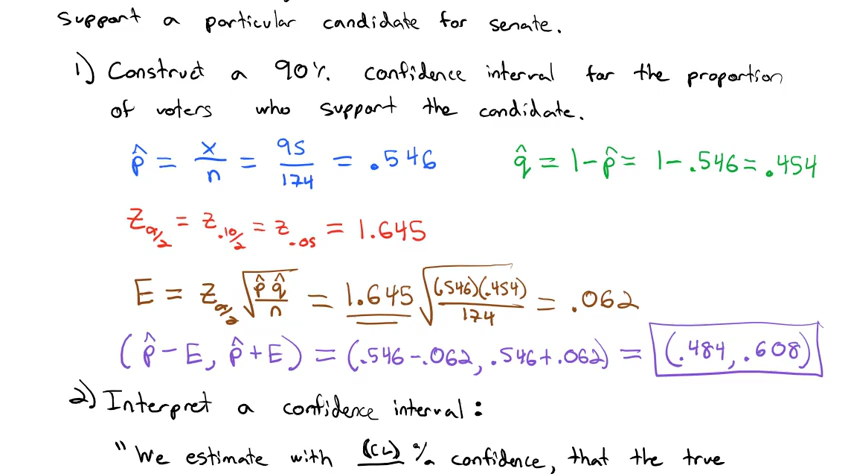 support a particular candidate for senate.
1) Construct a 90% confidence interval for the proportion
of voters who support the candidate.
p̂ = x/n = 95/174 = .546    q̂ = 1-p̂ = 1-.546 = .454
Z_α/2 = Z_.10/2 = Z_.05 = 1.645
E = Z_α/2 √(p̂ q̂/n) = 1.645 √((.546)(.454)/174) = .062
(p̂-E, p̂+E) = (.546-.062, .546+.062) = (.484, .608)
2) Interpret a confidence interval:
"We estimate with (CL) % confidence, that the true